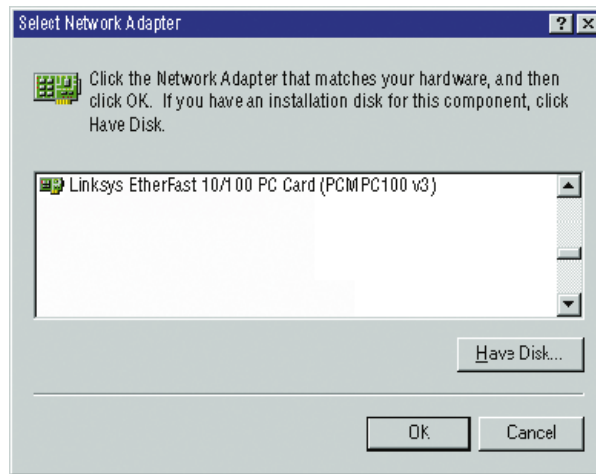 Select Network Adapter
Click the Network Adapter that matches your hardware, and then
click OK. If you have an installation disk for this component, click
Have Disk.
Linksys EtherFast 10/100 PC Card (PCMPC100 v3)
Have Disk...
OK
Cancel